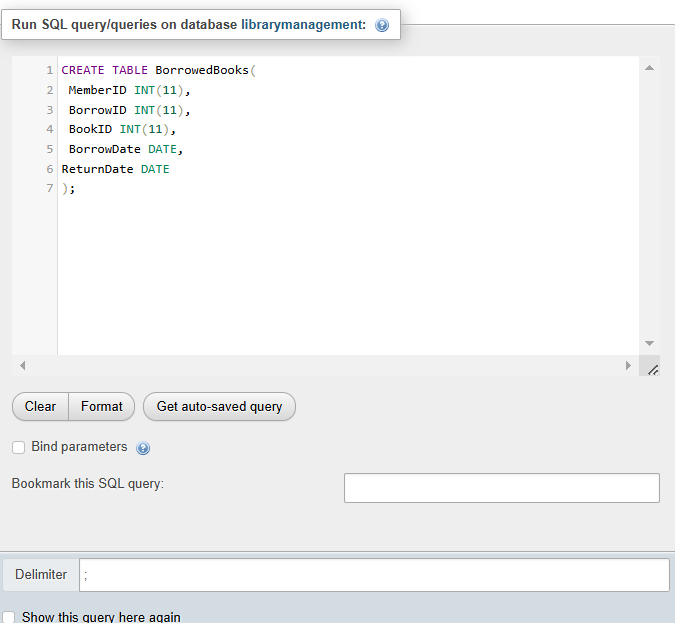 Run SQL query/queries on database librarymanagement:
1 CREATE TABLE BorrowedBooks(
2 MemberID INT(11),
3 BorrowID INT(11),
4 BookID INT(11),
5 BorrowDate DATE,
6 ReturnDate DATE
7 );
Clear Format Get auto-saved query
Bind parameters
Bookmark this SQL query:
Delimiter ;
Show this query here again